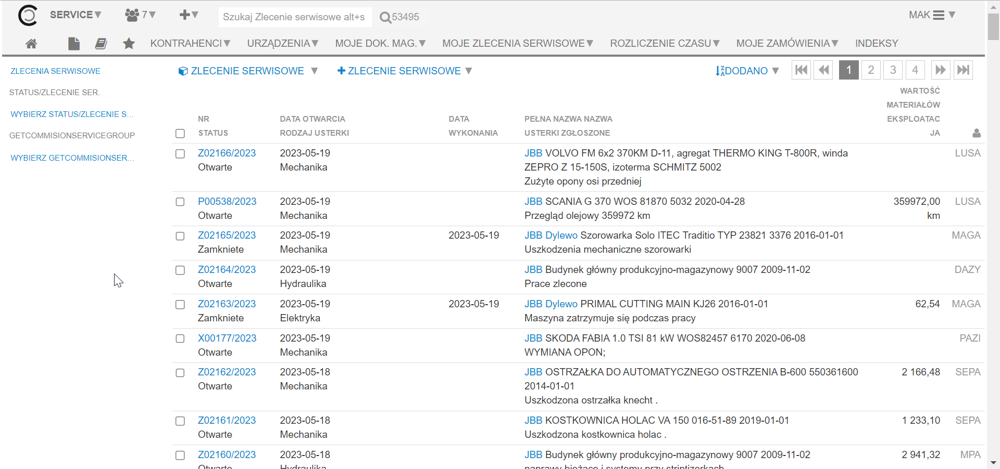 SERVICE▼ 7▼ ▼ Szukaj Zlecenie serwisowe alt+s 53495 MAK ▼
KONTRAHENCI▼ URZĄDZENIA▼ MOJE DOK. MAG.▼ MOJE ZLECENIA SERWISOWE▼ ROZLICZENIE CZASU▼ MOJE ZAMÓWIENIA▼ INDEKSY
ZLECENIA SERWISOWE
STATUS/ZLECENIE SER.
WYBIERZ STATUS/ZLECENIE S...
GETCOMMISIONSERVICEGROUP
WYBIERZ GETCOMMISIONSER...
ZLECENIE SERWISOWE ▼ + ZLECENIE SERWISOWE ▼ DODANO ▼ 1 2 3 4
WARTOŚĆ
MATERIAŁÓW
NR DATA OTWARCIA DATA PEŁNA NAZWA NAZWA EKSPLOATAC
STATUS RODZAJ USTERKI WYKONANIA USTERKI ZGŁOSZONE JA
Z02166/2023 2023-05-19 JBB VOLVO FM 6x2 370KM D-11, agregat THERMO KING T-800R, winda LUSA
Otwarte Mechanika ZEPRO Z 15-150S, izoterma SCHMITZ 5002
Zużyte opony osi przedniej
P00538/2023 2023-05-19 JBB SCANIA G 370 WOS 81870 5032 2020-04-28 359972,00 LUSA
Otwarte Mechanika Przegląd olejowy 359972 km km
Z02165/2023 2023-05-19 2023-05-19 JBB Dylewo Szorowarka Solo ITEC Traditio TYP 23821 3376 2016-01-01 MAGA
Zamkniete Mechanika Uszkodzenia mechaniczne szorowarki
Z02164/2023 2023-05-19 JBB Budynek główny produkcyjno-magazynowy 9007 2009-11-02 DAZY
Otwarte Hydraulika Prace zlecone
Z02163/2023 2023-05-19 2023-05-19 JBB Dylewo PRIMAL CUTTING MAIN KJ26 2016-01-01 62,54 MAGA
Zamkniete Elektryka Maszyna zatrzymuje się podczas pracy
X00177/2023 2023-05-19 JBB SKODA FABIA 1.0 TSI 81 kW WOS82457 6170 2020-06-08 PAZI
Otwarte Mechanika WYMIANA OPON;
Z02162/2023 2023-05-18 JBB OSTRZAŁKA DO AUTOMATYCZNEGO OSTRZENIA B-600 550361600 2 166,48 SEPA
Otwarte Mechanika 2014-01-01
Uszkodzona ostrzałka knecht .
Z02161/2023 2023-05-18 JBB KOSTKOWNICA HOLAC VA 150 016-51-89 2019-01-01 1 233,10 SEPA
Otwarte Mechanika Uszkodzona kostkownica holac .
Z02160/2023 2023-05-18 JBB Budynek główny produkcyjno-magazynowy 9007 2009-11-02 2 941,32 MPA
Otwarte Hydraulika naprawy bieżące i systemy przy striptizerkach